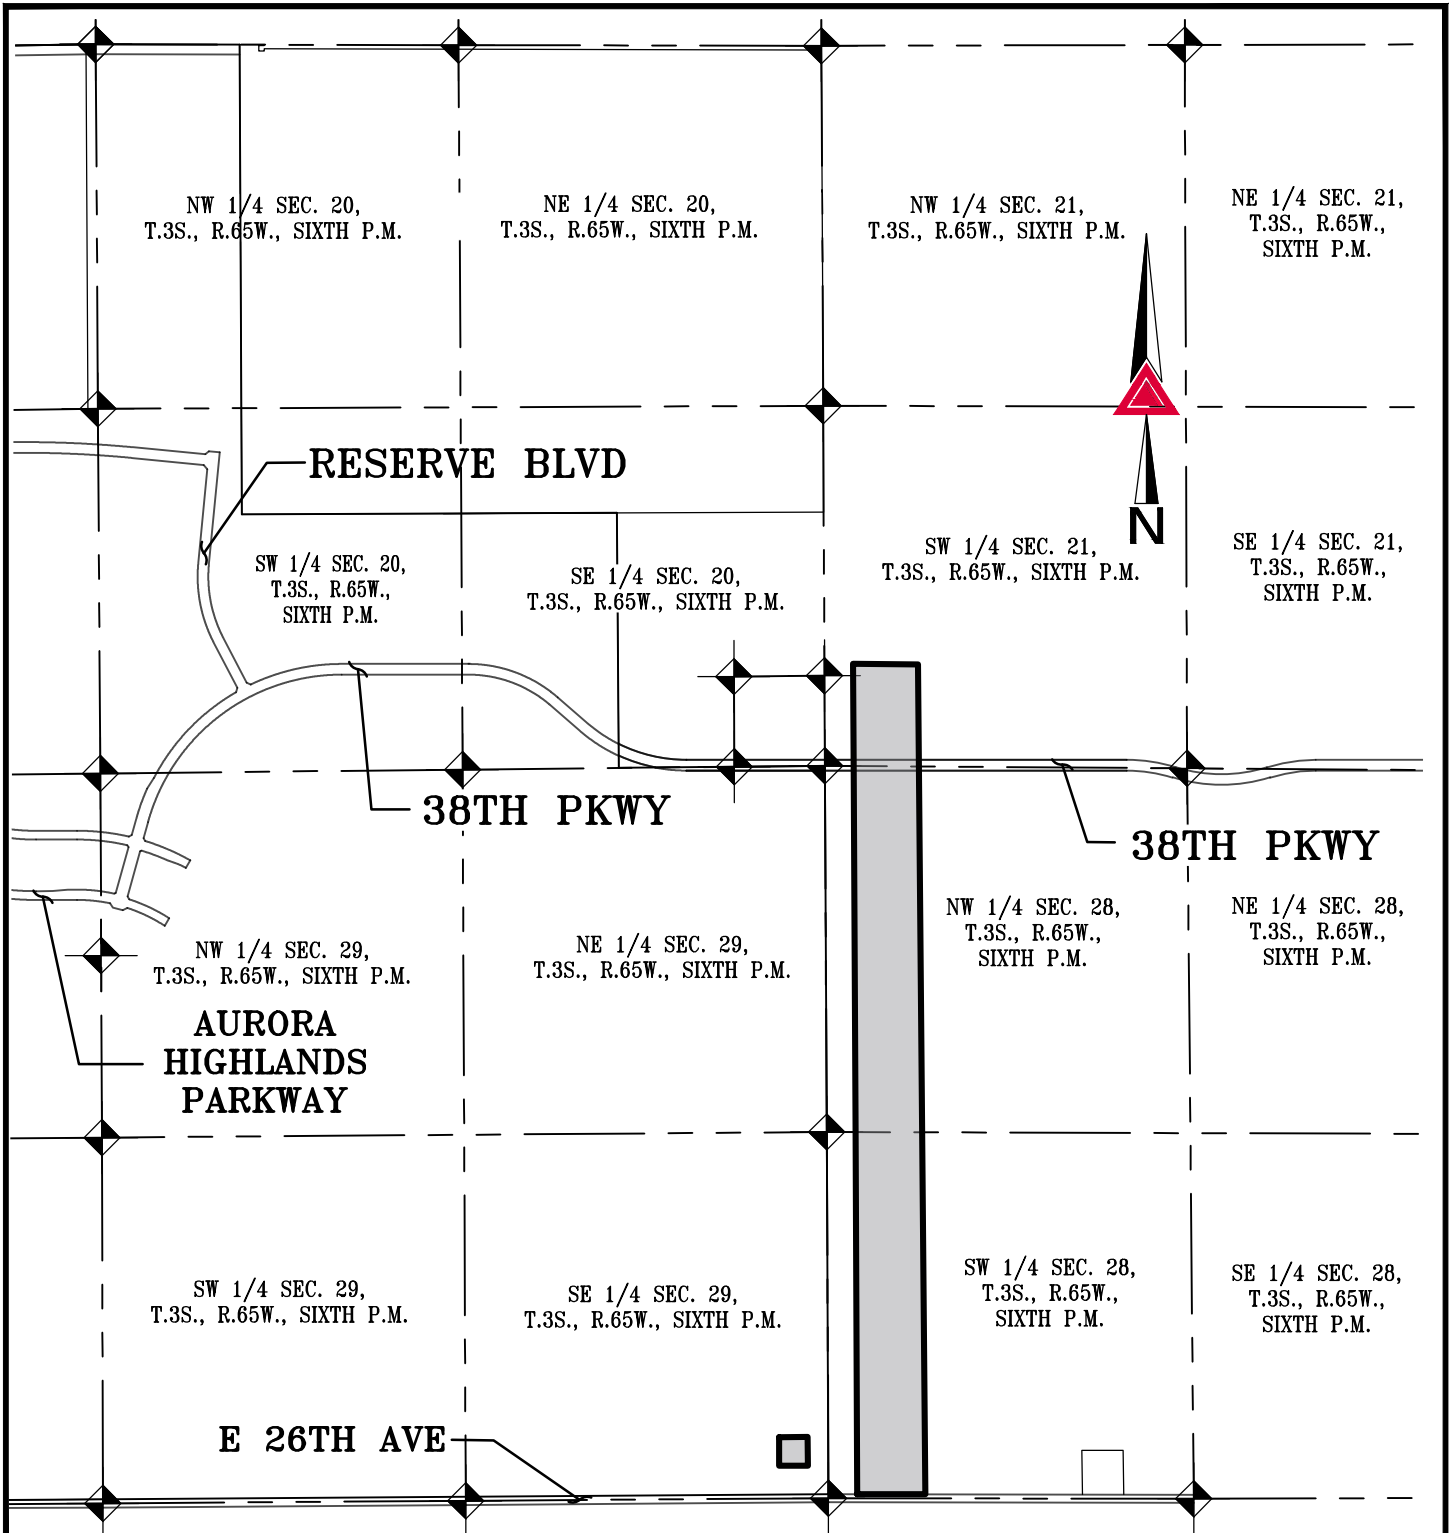 NW 1/4 SEC. 20,
T.3S., R.65W., SIXTH P.M.
NE 1/4 SEC. 20,
T.3S., R.65W., SIXTH P.M.
NW 1/4 SEC. 21,
T.3S., R.65W., SIXTH P.M.
NE 1/4 SEC. 21,
T.3S., R.65W.,
SIXTH P.M.
RESERVE BLVD
N
SW 1/4 SEC. 20,
T.3S., R.65W.,
SIXTH P.M.
SE 1/4 SEC. 20,
T.3S., R.65W., SIXTH P.M.
SW 1/4 SEC. 21,
T.3S., R.65W., SIXTH P.M.
SE 1/4 SEC. 21,
T.3S., R.65W.,
SIXTH P.M.
38TH PKWY
38TH PKWY
NW 1/4 SEC. 29,
T.3S., R.65W., SIXTH P.M.
NE 1/4 SEC. 29,
T.3S., R.65W., SIXTH P.M.
NW 1/4 SEC. 28,
T.3S., R.65W.,
SIXTH P.M.
NE 1/4 SEC. 28,
T.3S., R.65W.,
SIXTH P.M.
AURORA
HIGHLANDS
PARKWAY
SW 1/4 SEC. 29,
T.3S., R.65W., SIXTH P.M.
SE 1/4 SEC. 29,
T.3S., R.65W., SIXTH P.M.
SW 1/4 SEC. 28,
T.3S., R.65W.,
SIXTH P.M.
SE 1/4 SEC. 28,
T.3S., R.65W.,
SIXTH P.M.
E 26TH AVE